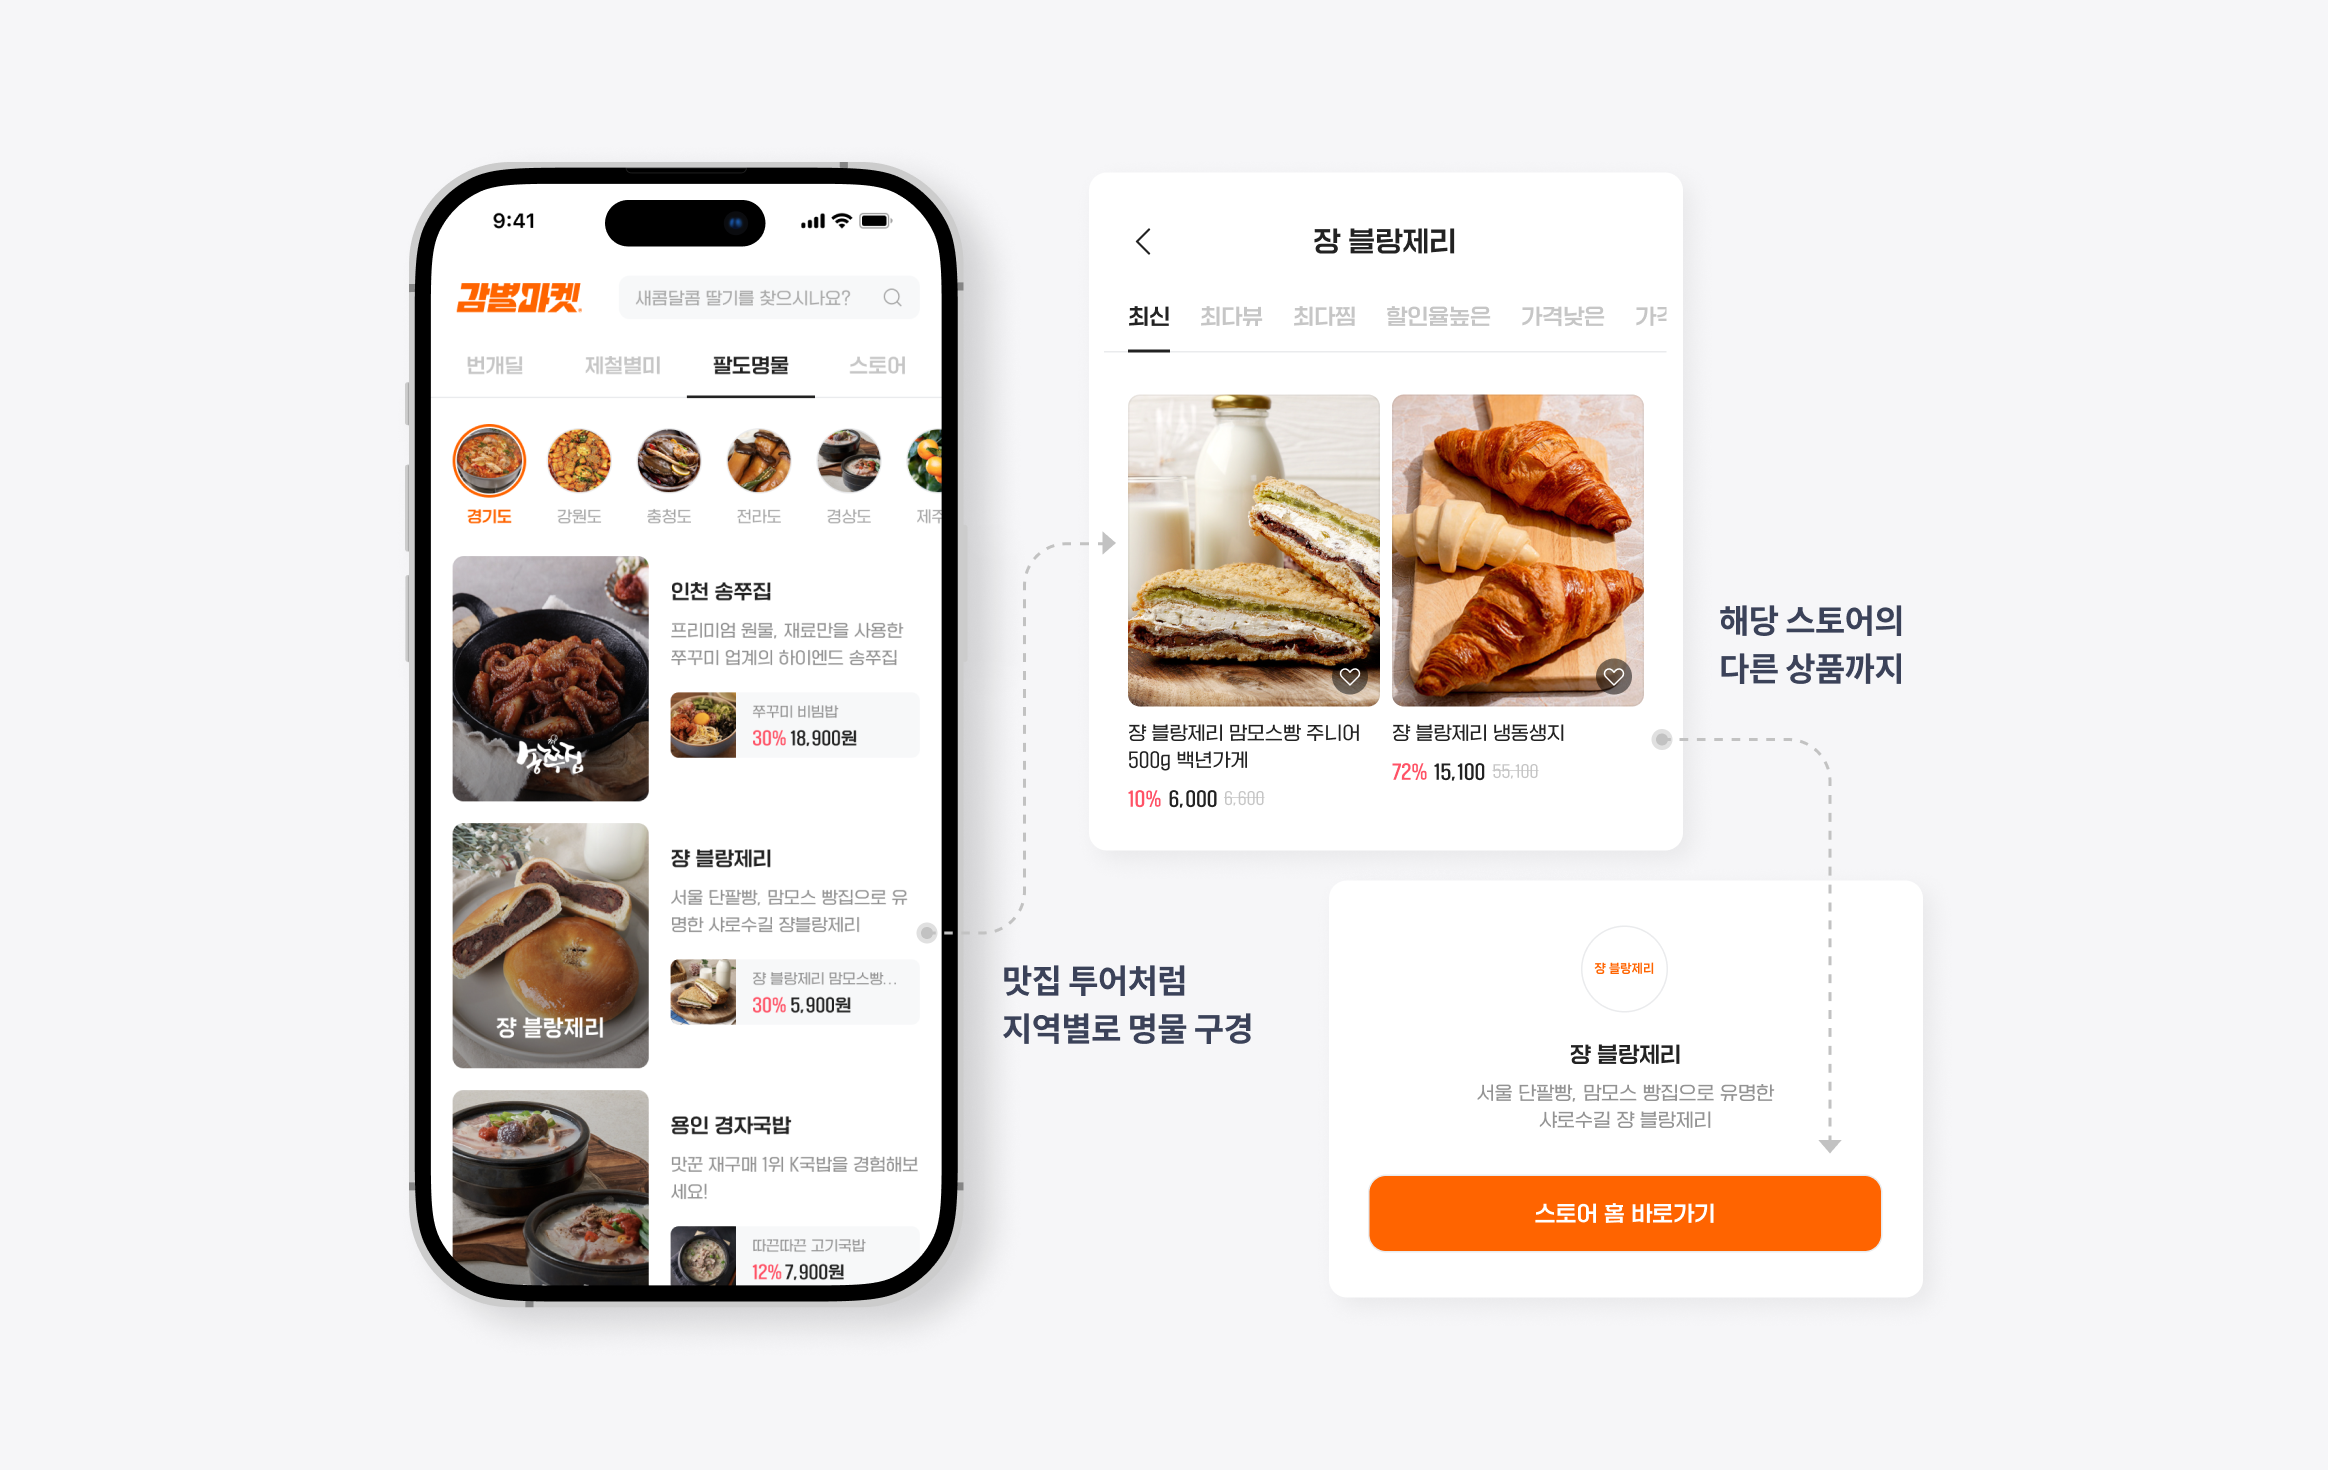 9:41
감별마켓
새콤달콤 딸기를 찾으시나요?
번개딜 제철별미 팔도명물 스토어
경기도 강원도 충청도 전라도 경상도 제주
인천 송쭈집
프리미엄 원물, 재료만을 사용한
쭈꾸미 업계의 하이엔드 송쭈집
쭈꾸미 비빔밥
30% 18,900원
송쭈집
쟝 블랑제리
서울 단팥빵, 맘모스 빵집으로 유
명한 샤로수길 쟝블랑제리
쟝 블랑제리 맘모스빵...
30% 5,900원
쟝 블랑제리
용인 경자국밥
맛꾼 재구매 1위 K국밥을 경험해보
세요!
따끈따끈 고기국밥
12% 7,900원
맛집 투어처럼
지역별로 명물 구경
장 블랑제리
최신 최다뷰 최다찜 할인율높은 가격낮은 가격
쟝 블랑제리 맘모스빵 주니어
500g 백년가게
10% 6,000 6,600
쟝 블랑제리 냉동생지
72% 15,100 55,100
해당 스토어의
다른 상품까지
쟝 블랑제리
쟝 블랑제리
서울 단팥빵, 맘모스 빵집으로 유명한
샤로수길 쟝 블랑제리
스토어 홈 바로가기